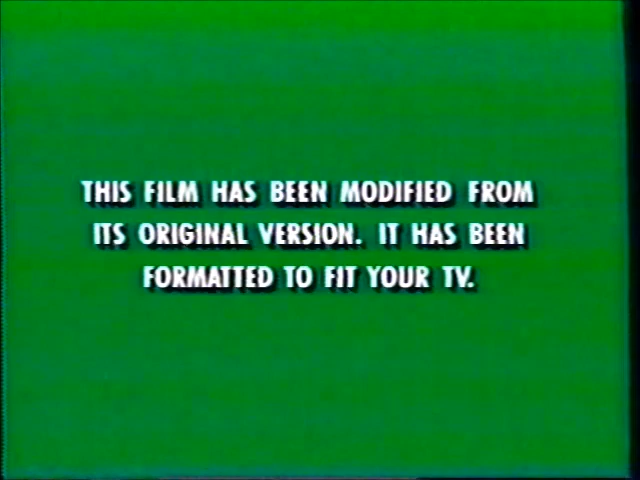 THIS FILM HAS BEEN MODIFIED FROM
ITS ORIGINAL VERSION. IT HAS BEEN
FORMATTED TO FIT YOUR TV.